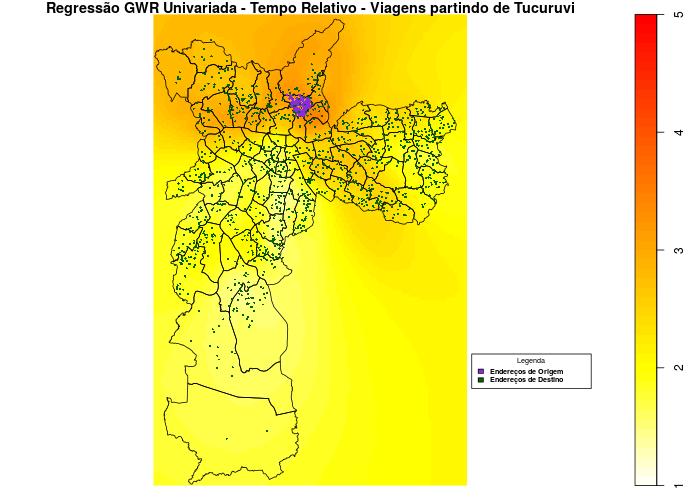 Regressão GWR Univariada - Tempo Relativo - Viagens partindo de Tucuruvi
5
4
3
2
1
Legenda
Endereços de Origem
Endereços de Destino